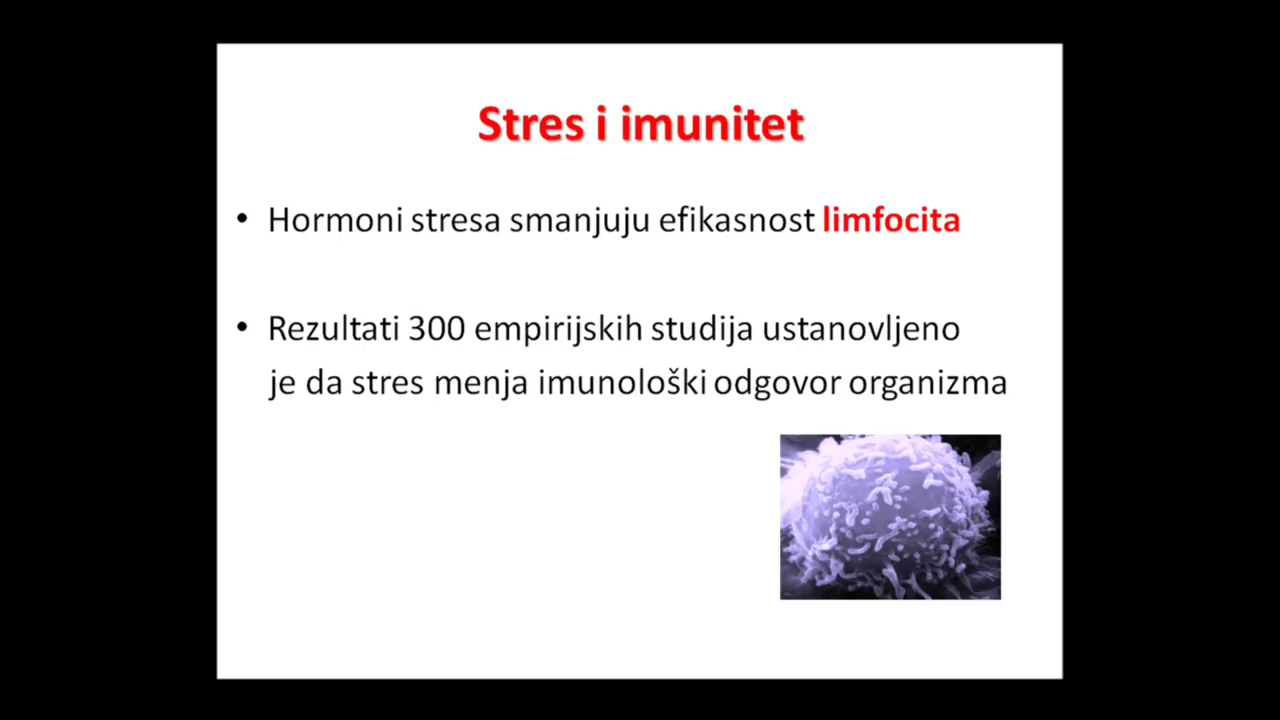 Stres i imunitet
• Hormoni stresa smanjuju efikasnost limfocita
• Rezultati 300 empirijskih studija ustanovljeno
je da stres menja imunološki odgovor organizma